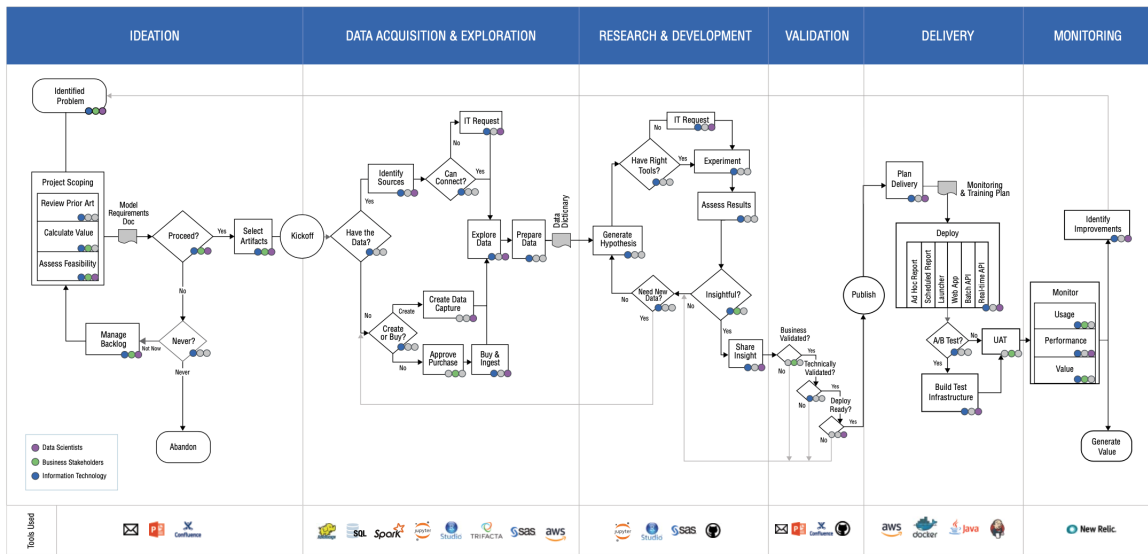 IDEATION
DATA ACQUISITION & EXPLORATION
RESEARCH & DEVELOPMENT
VALIDATION
DELIVERY
MONITORING
Identified
Problem
Project Scoping
Review Prior Art
Calculate Value
Assess Feasibility
Model
Requirements
Doc
Proceed?
Yes
No
Select
Artifacts
Manage
Backlog
Not Now
Never?
Never
Abandon
Data Scientists
Business Stakeholders
Information Technology
Kickoff
Have the
Data?
Yes
No
Identify
Sources
Can
Connect?
No
Yes
IT Request
Explore
Data
Prepare
Data
Data
Dictionary
Create
or Buy?
Create
No
Create Data
Capture
Approve
Purchase
Buy &
Ingest
Generate
Hypothesis
Have Right
Tools?
No
Yes
IT Request
Experiment
Assess Results
Need New
Data?
No
Yes
Insightful?
Yes
Share
Insight
Business
Validated?
Yes
Technically
Validated?
No
Yes
No
Deploy
Ready?
Yes
No
Publish
Plan
Delivery
Monitoring
& Training Plan
Deploy
Ad Hoc Report
Scheduled Report
Launcher
Web App
Batch API
Real-time API
A/B Test?
No
Yes
UAT
Build Test
Infrastructure
Monitor
Usage
Performance
Value
Identify
Improvements
Generate
Value
Tools Used
Confluence
SQL
Spark
jupyter
Studio
TRIFACTA
sas
aws
jupyter
Studio
sas
Confluence
aws
docker
Java
New Relic.